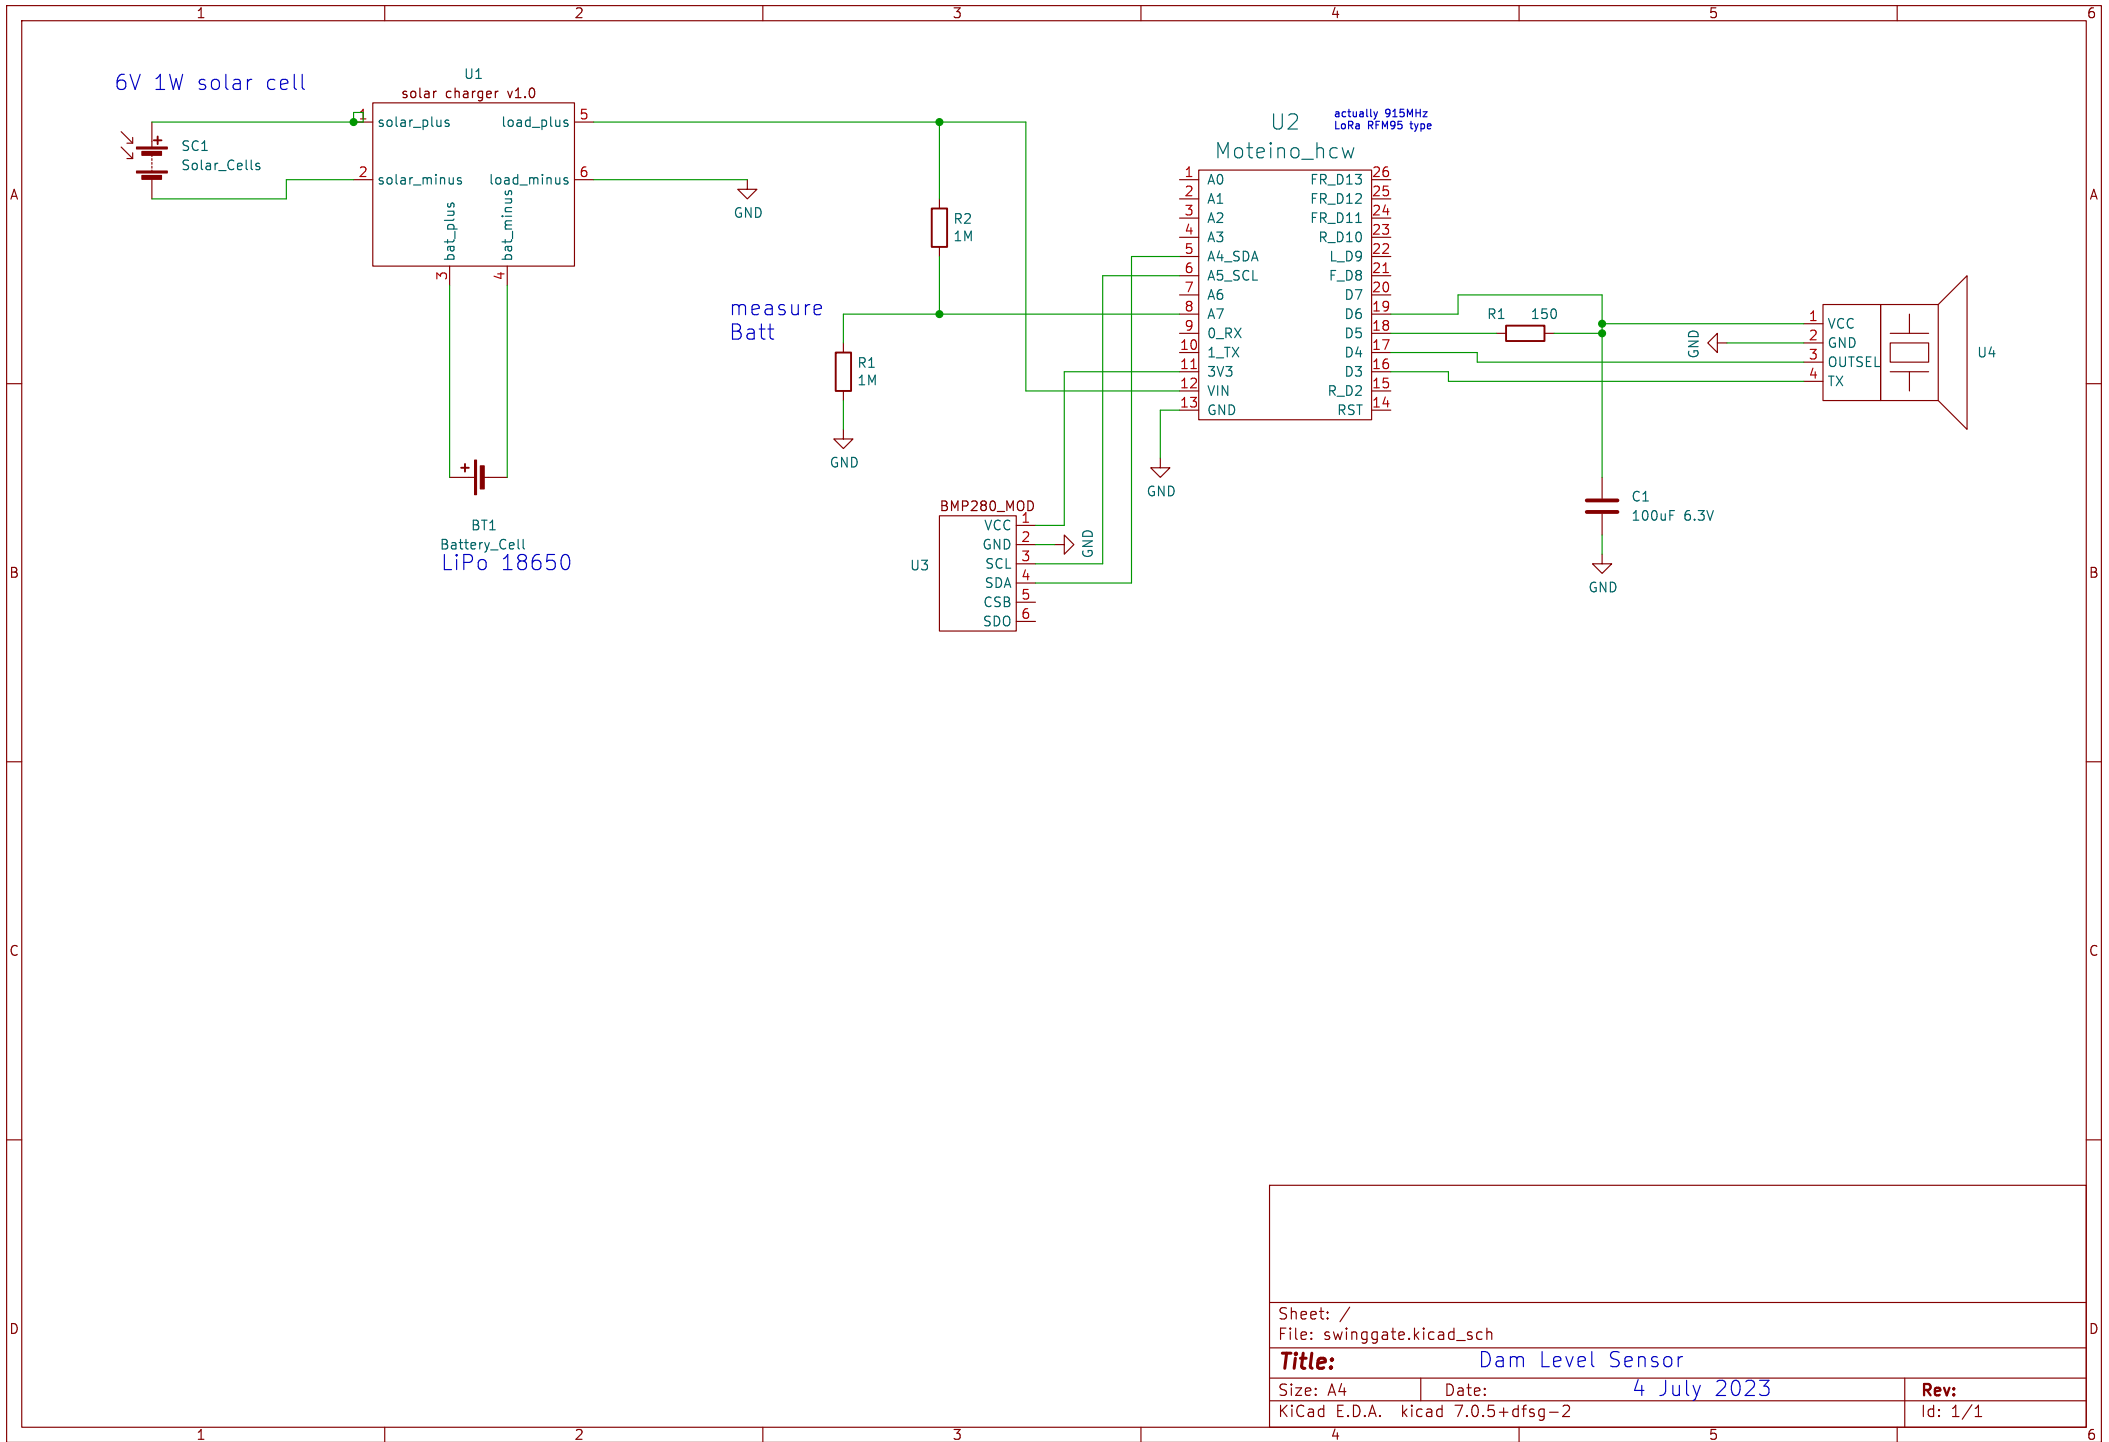 1 2 3 4 5 6
A
B
C
D
6V 1W solar cell
SC1
Solar_Cells
U1
solar charger v1.0
1 solar_plus load_plus 5
2 solar_minus load_minus 6
bat_plus bat_minus
3 4
GND
BT1
Battery_Cell
LiPo 18650
R2
1M
measure
Batt
R1
1M
GND
U2
actually 915MHz
LoRa RFM95 type
Moteino_hcw
1 A0 FR_D13 26
2 A1 FR_D12 25
3 A2 FR_D11 24
4 A3 R_D10 23
5 A4_SDA L_D9 22
6 A5_SCL F_D8 21
7 A6 D7 20
8 A7 D6 19
9 0_RX D5 18
10 1_TX D4 17
11 3V3 D3 16
12 VIN R_D2 15
13 GND RST 14
GND
BMP280_MOD
U3
VCC 1
GND 2
SCL 3
SDA 4
CSB 5
SDO 6
GND
R1 150
GND
1 VCC
2 GND
3 OUTSEL
4 TX
U4
C1
100uF 6.3V
GND
Sheet: /
File: swinggate.kicad_sch
Title: Dam Level Sensor
Size: A4 Date: 4 July 2023 Rev:
KiCad E.D.A. kicad 7.0.5+dfsg-2 Id: 1/1
A
B
C
D
1 2 3 4 5 6